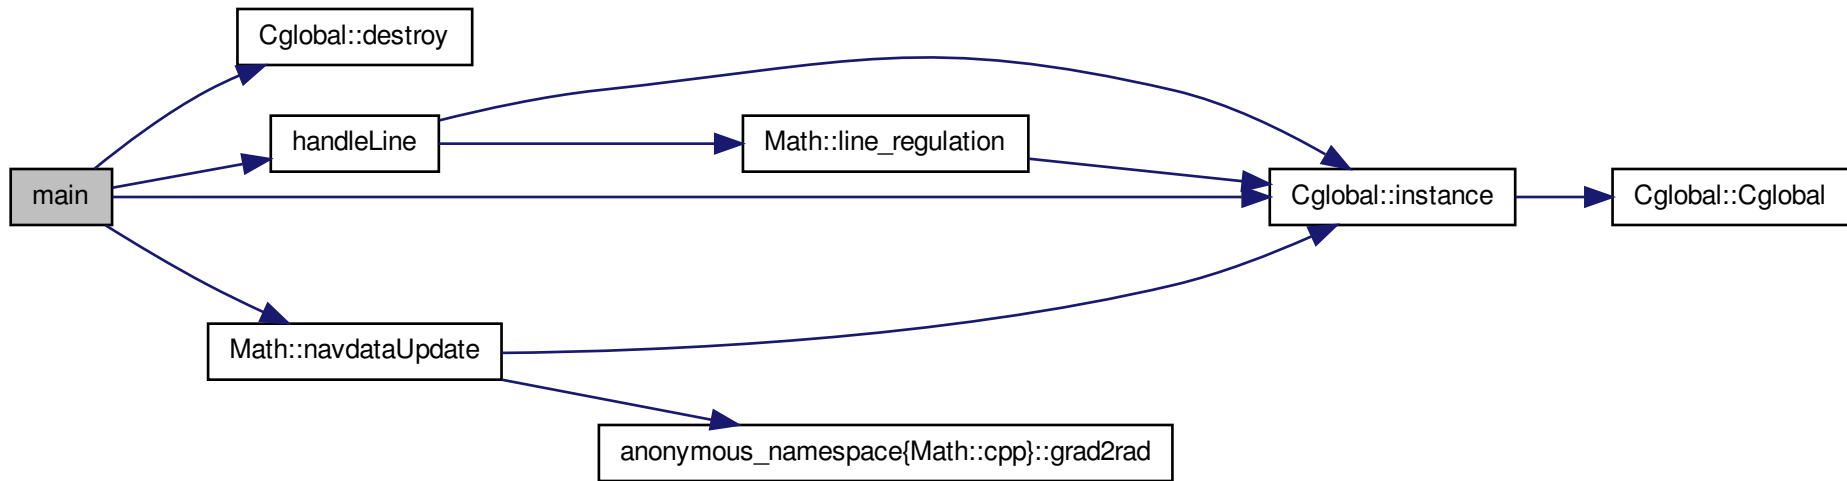 Cglobal::destroy
handleLine
Math::line_regulation
main
Cglobal::instance
Cglobal::Cglobal
Math::navdataUpdate
anonymous_namespace{Math::cpp}::grad2rad